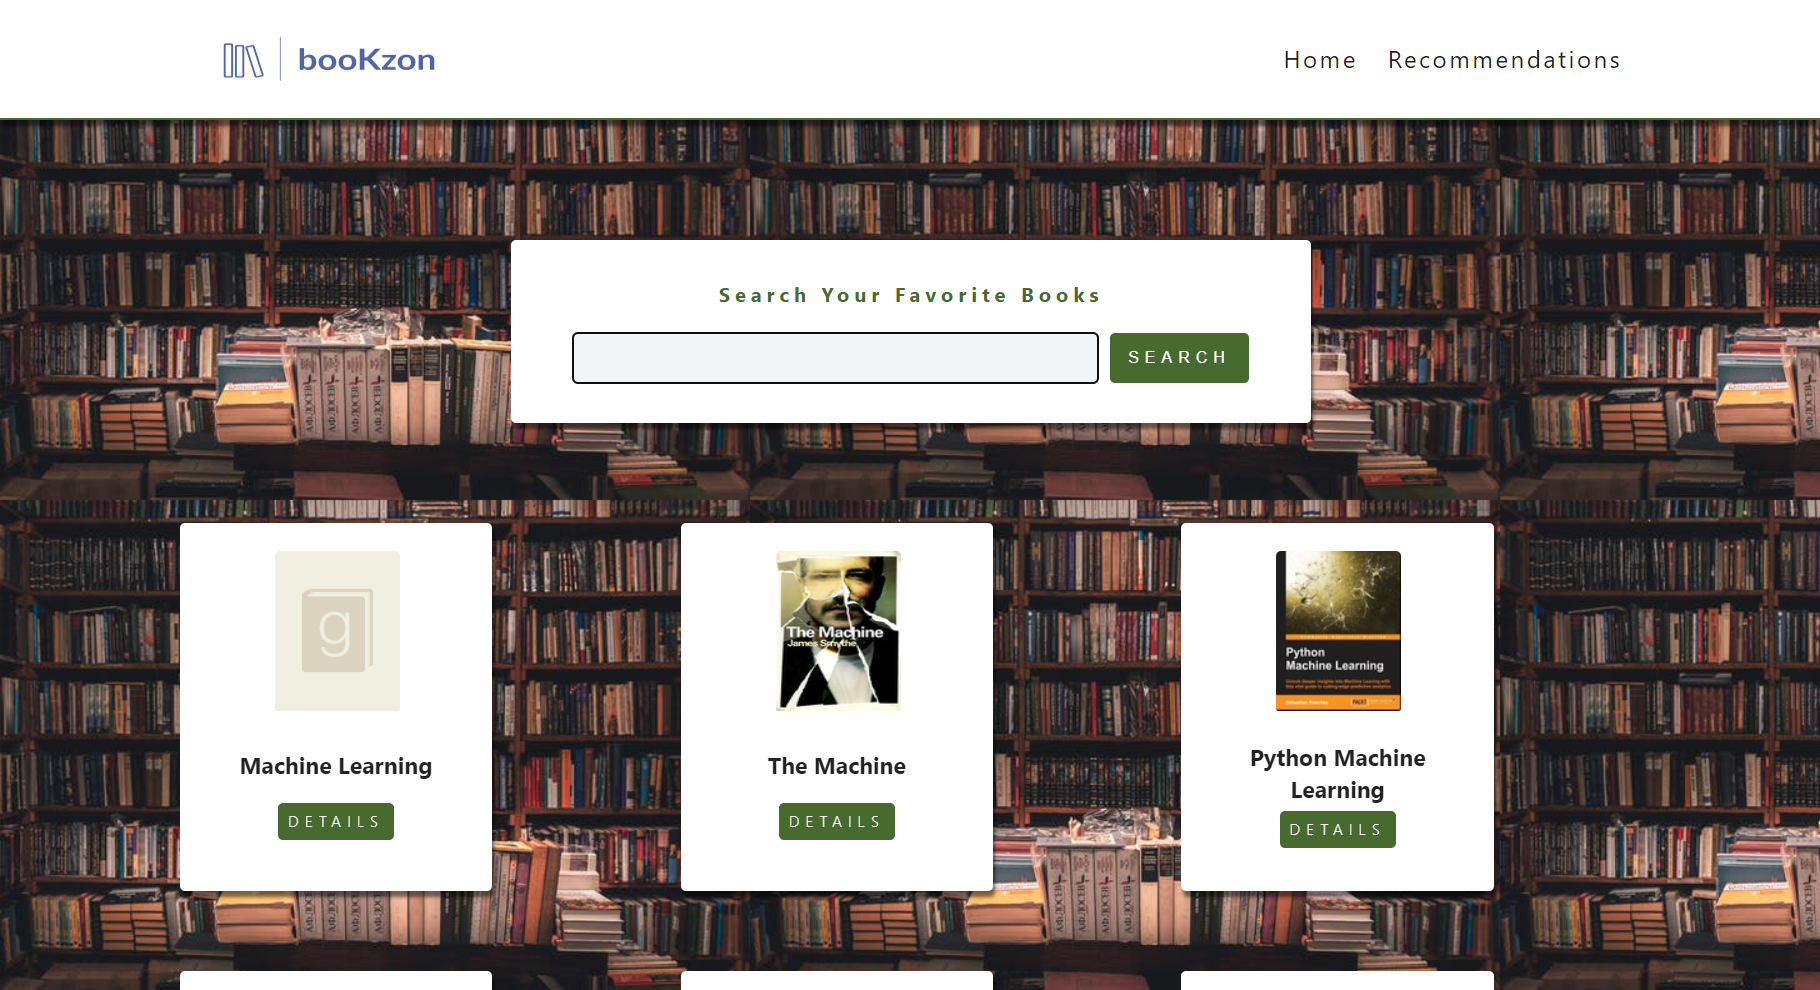 booKzon
Home
Recommendations
Search Your Favorite Books
SEARCH
g
The Machine
James Smythe
Python
Machine Learning
Machine Learning
The Machine
Python Machine
Learning
DETAILS
DETAILS
DETAILS